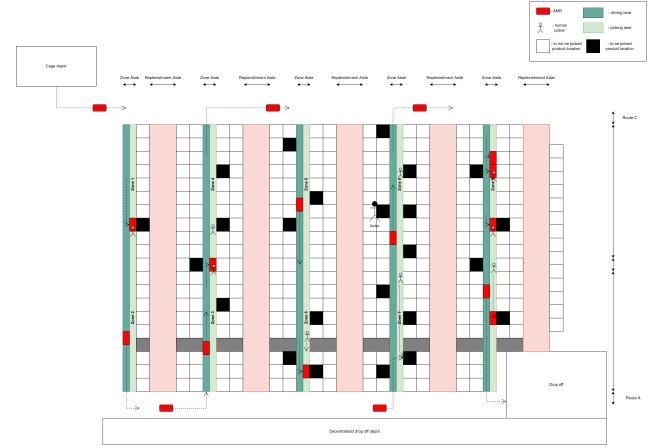 - AMR
- driving lane
- human
picker
- picking lane
- to not be picked
product location
- to be picked
product location
Cage depot
Zone Aisle
Replenishment Aisle
Zone Aisle
Replenishment Aisle
Zone Aisle
Replenishment Aisle
Zone Aisle
Replenishment Aisle
Zone Aisle
Replenishment Aisle
Route C
Zone 1
Zone 4
Zone 5
Zone 2
Zone 3
Zone 6
Drop off
Route A
Decentralized drop off depot